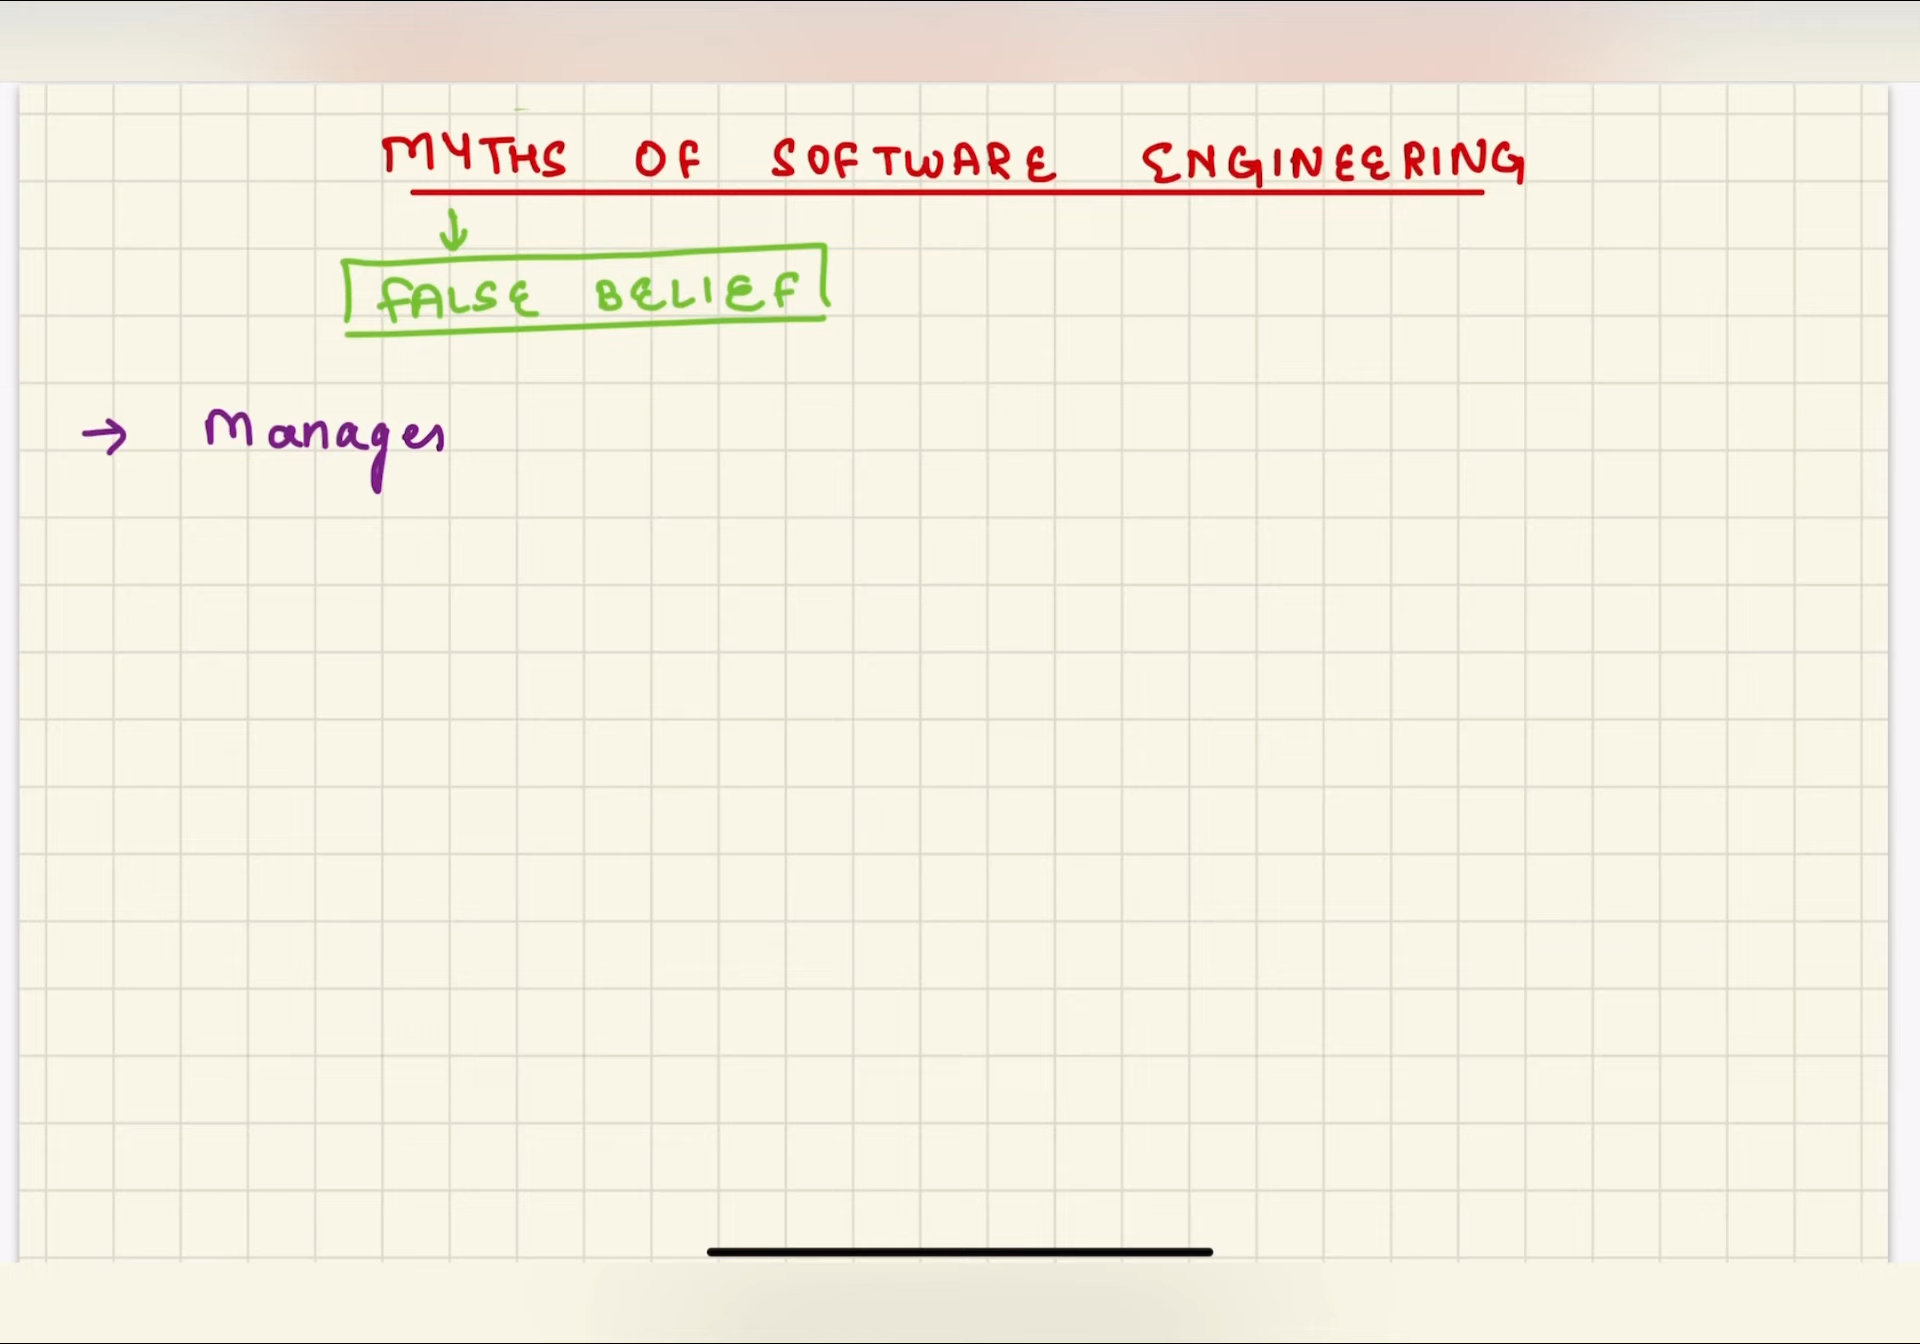 MYTHS OF SOFTWARE ENGINEERING
↓
FALSE BELIEF
→ Manager